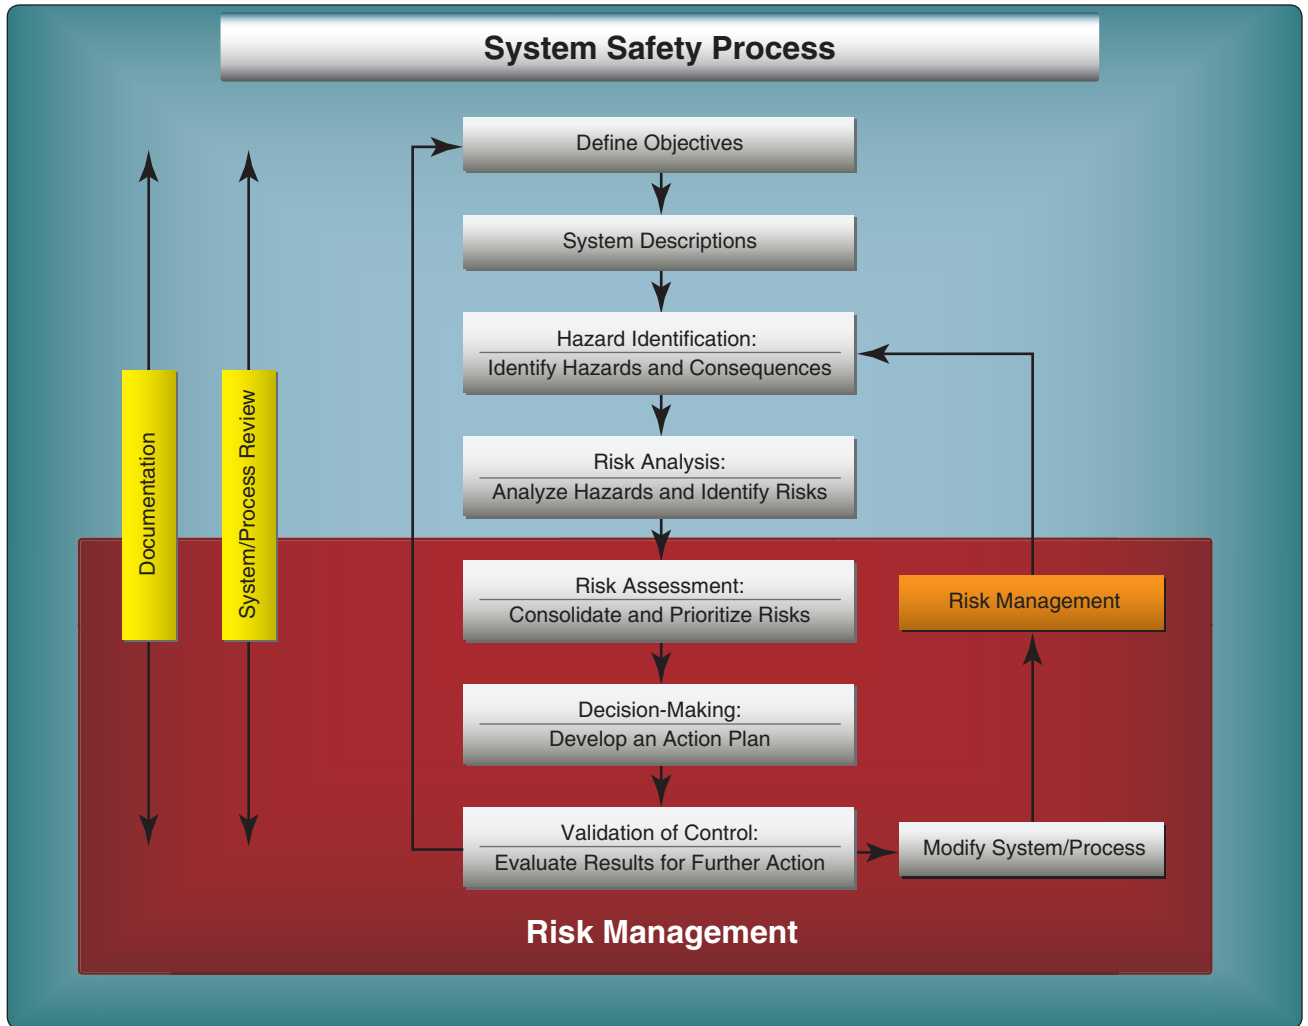 System Safety Process
Define Objectives
System Descriptions
Hazard Identification:
Identify Hazards and Consequences
Risk Analysis:
Analyze Hazards and Identify Risks
Documentation
System/Process Review
Risk Assessment:
Consolidate and Prioritize Risks
Risk Management
Decision-Making:
Develop an Action Plan
Validation of Control:
Evaluate Results for Further Action
Modify System/Process
Risk Management